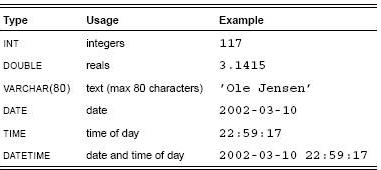 Type Usage Example
INT integers 117
DOUBLE reals 3.1415
VARCHAR(80) text (max 80 characters) 'Ole Jensen'
DATE date 2002-03-10
TIME time of day 22:59:17
DATETIME date and time of day 2002-03-10 22:59:17